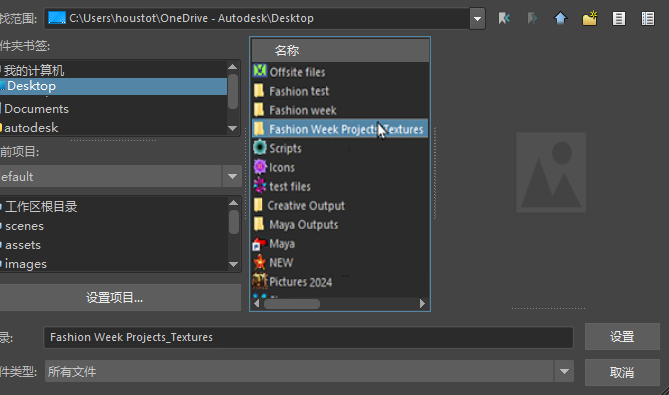 找范围:
C:\Users\houstot\OneDrive - Autodesk\Desktop
件夹书签:
我的计算机
Desktop
Documents
autodesk
前项目:
efault
工作区根目录
scenes
assets
images
设置项目...
名称
Offsite files
Fashion test
Fashion week
Fashion Week Projects_Textures
Scripts
Icons
test files
Creative Output
Maya Outputs
Maya
NEW
Pictures 2024
录:
Fashion Week Projects_Textures
设置
件类型:
所有文件
取消